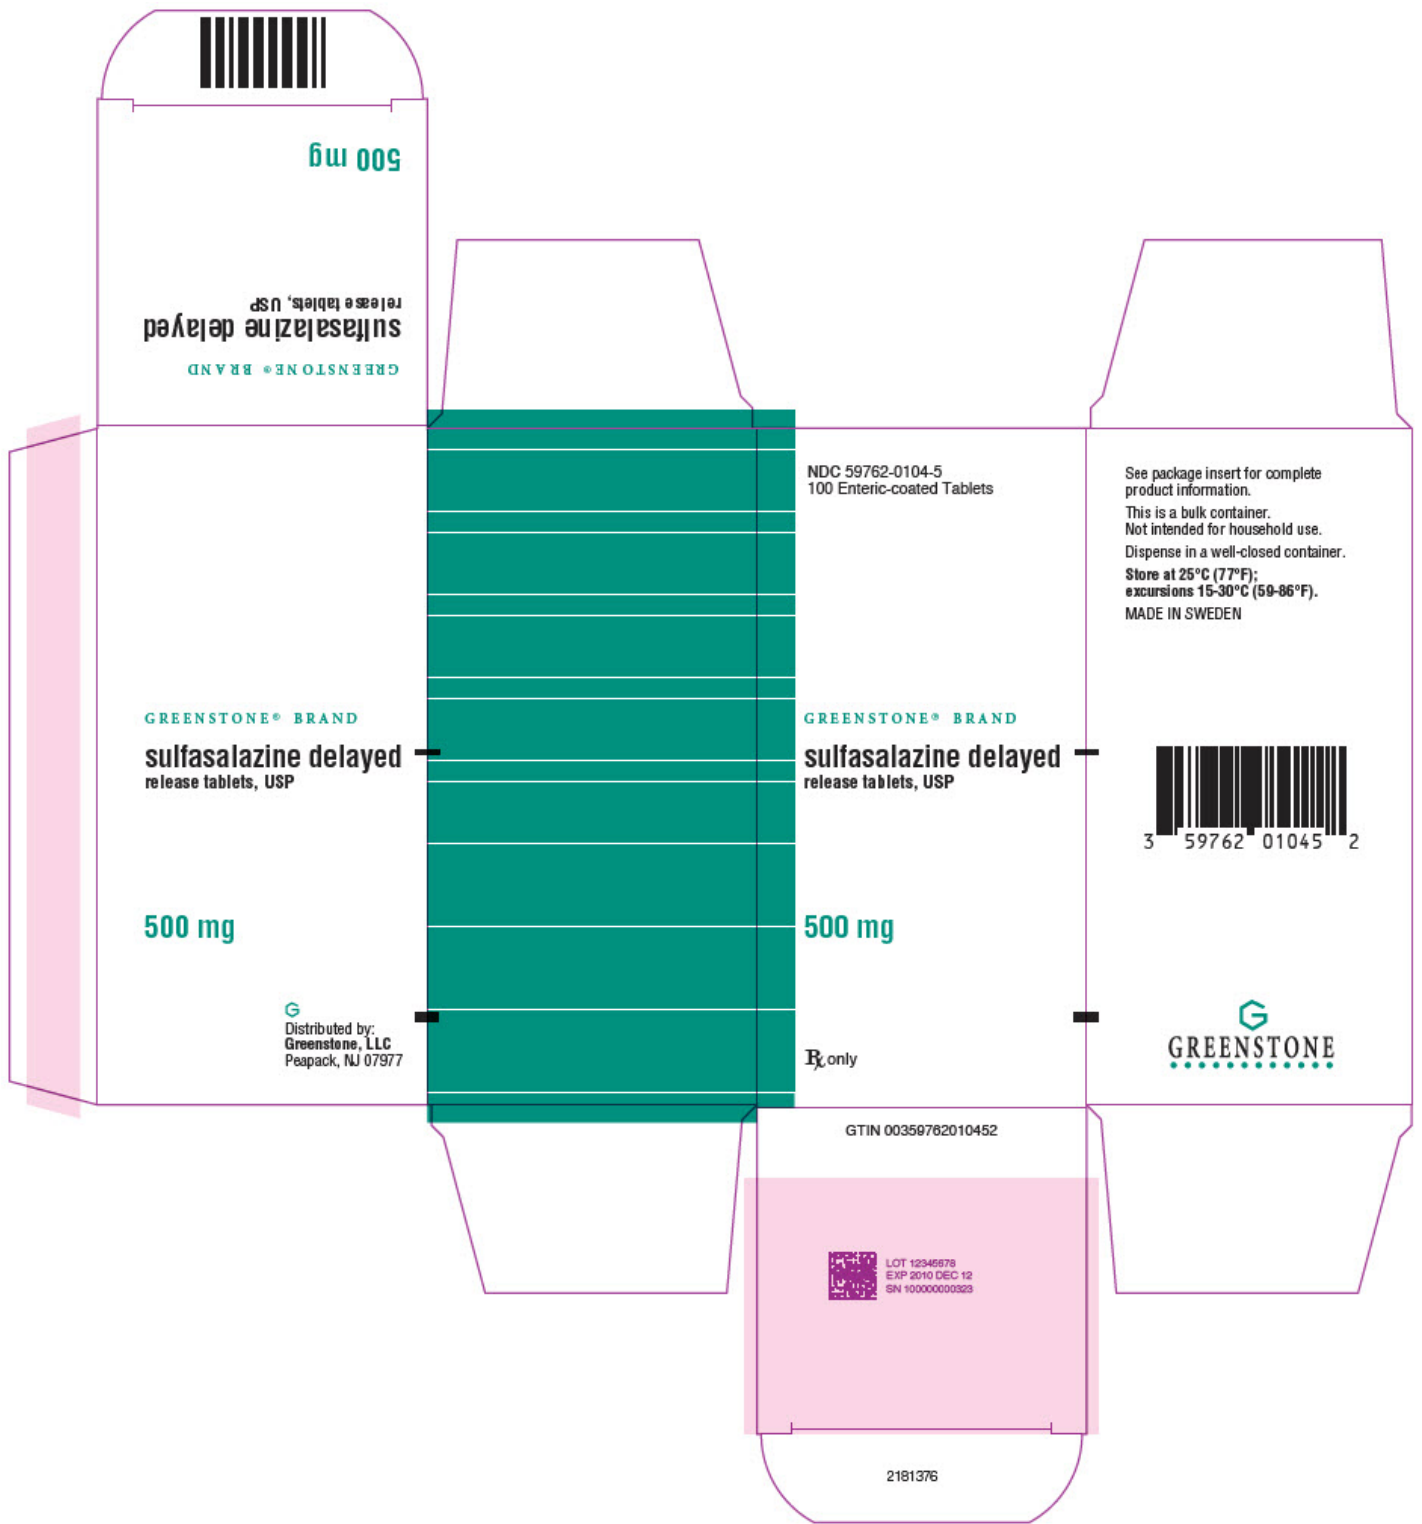 500 mg
release tablets, USP
sulfasalazine delayed
GREENSTONE® BRAND
GREENSTONE® BRAND
sulfasalazine delayed
release tablets, USP
500 mg
G
Distributed by:
Greenstone, LLC
Peapack, NJ 07977
NDC 59762-0104-5
100 Enteric-coated Tablets
GREENSTONE® BRAND
sulfasalazine delayed
release tablets, USP
500 mg
℞ only
See package insert for complete
product information.
This is a bulk container.
Not intended for household use.
Dispense in a well-closed container.
Store at 25°C (77°F);
excursions 15-30°C (59-86°F).
MADE IN SWEDEN
3 59762 01045 2
G
GREENSTONE
GTIN 00359762010452
LOT 12345678
EXP 2010 DEC 12
SN 100000000323
2181376